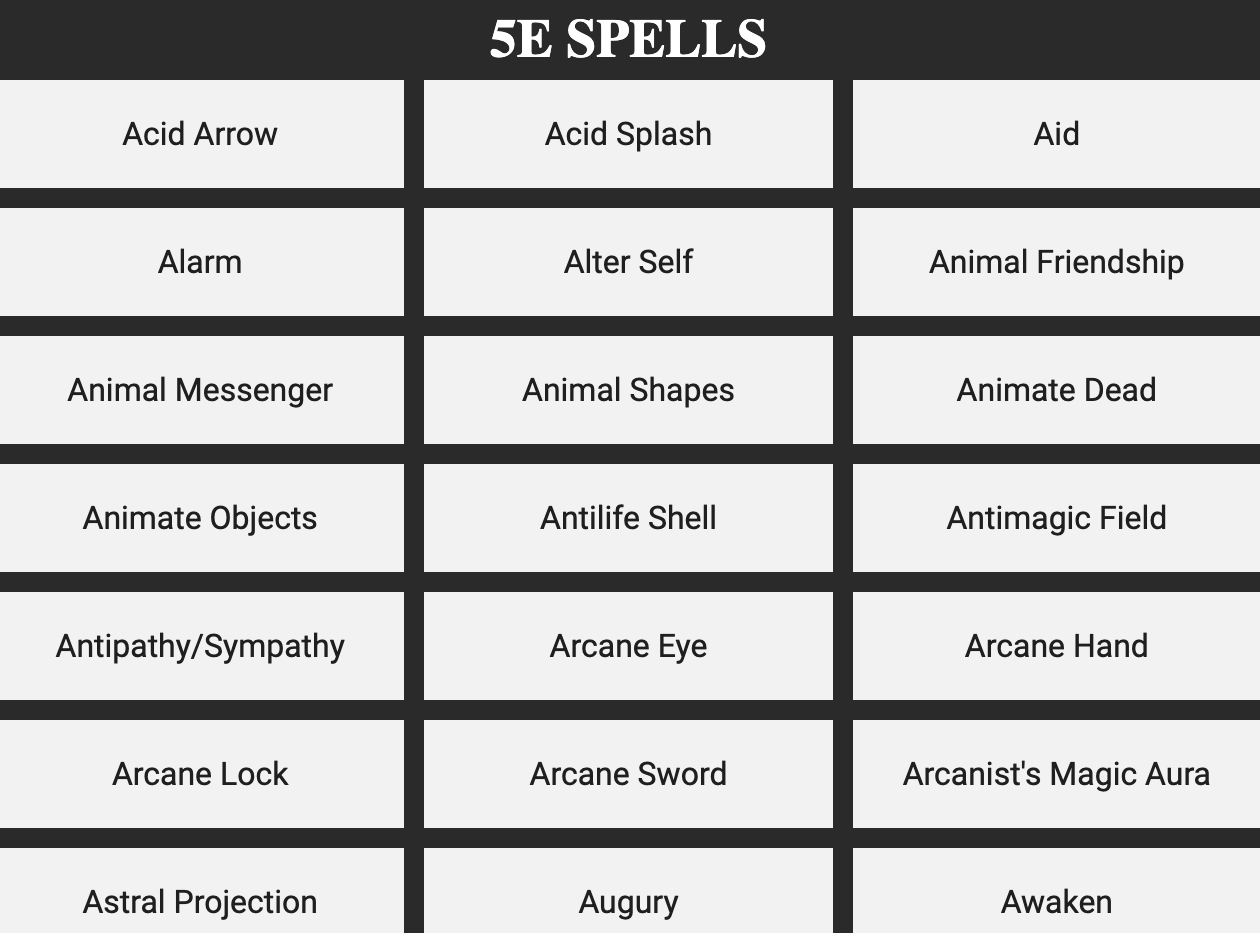 5E SPELLS
Acid Arrow
Acid Splash
Aid
Alarm
Alter Self
Animal Friendship
Animal Messenger
Animal Shapes
Animate Dead
Animate Objects
Antilife Shell
Antimagic Field
Antipathy/Sympathy
Arcane Eye
Arcane Hand
Arcane Lock
Arcane Sword
Arcanist's Magic Aura
Astral Projection
Augury
Awaken